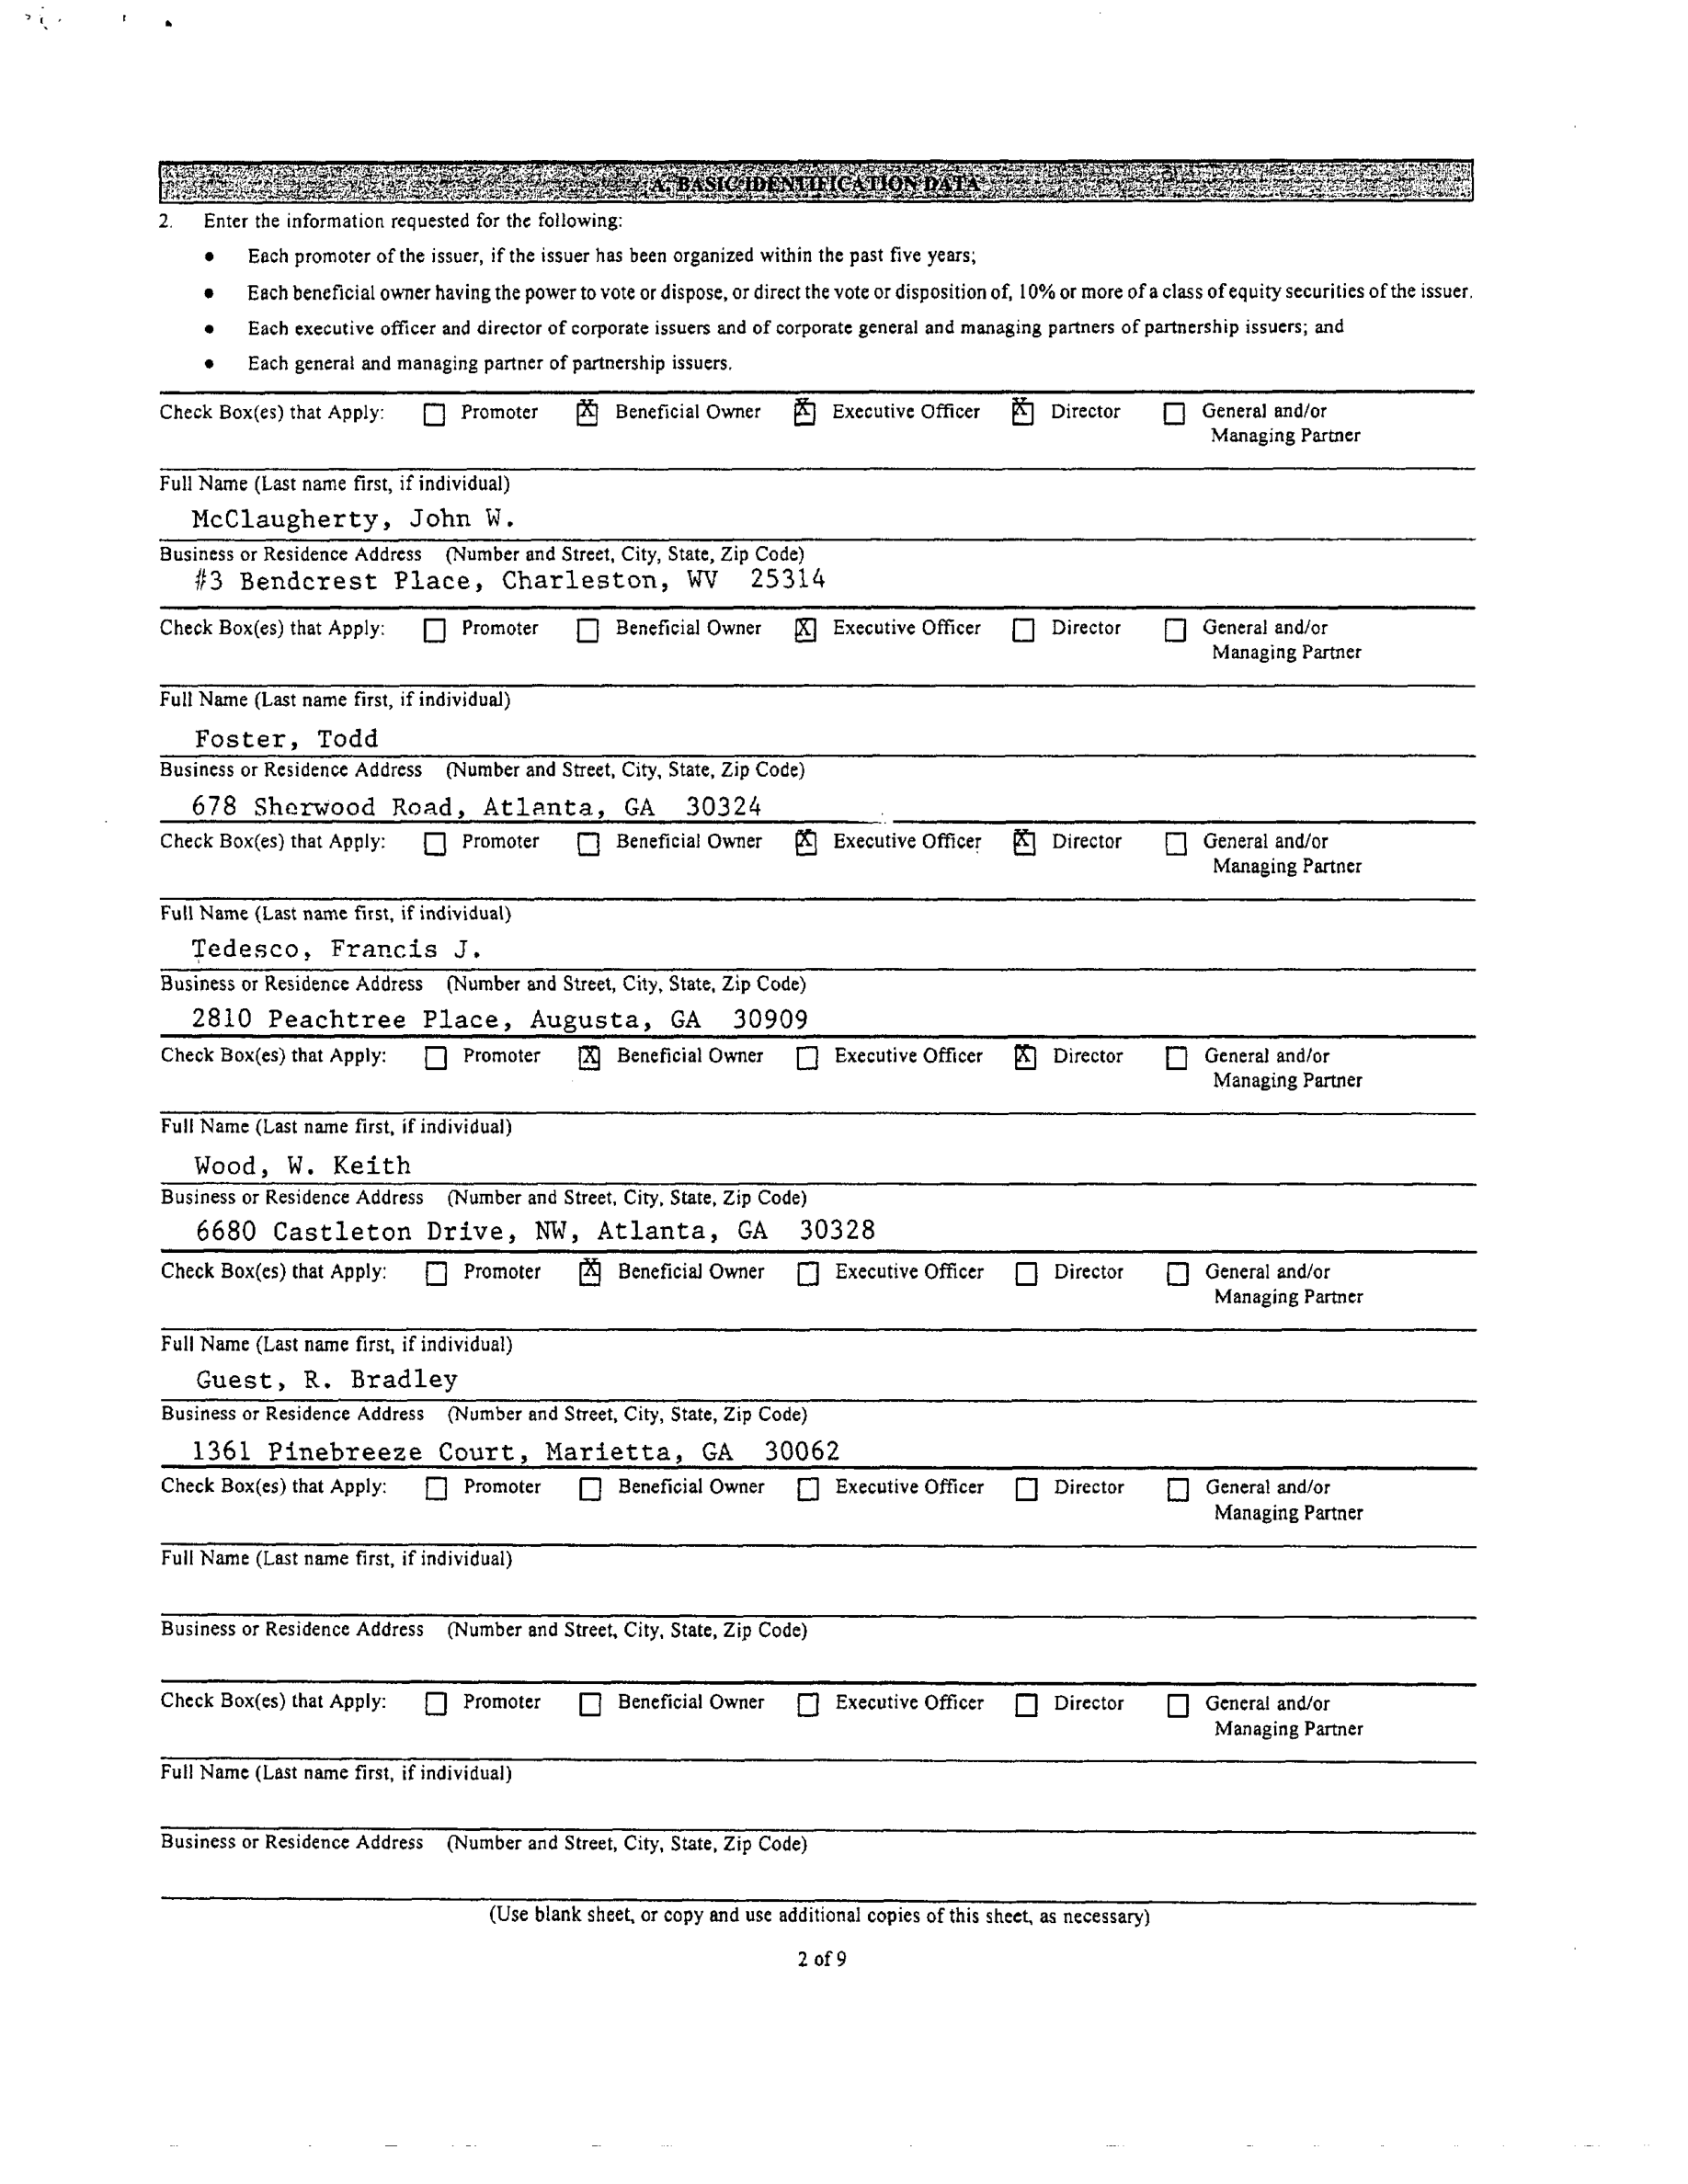 A. BASIC IDENTIFICATION DATA
2. Enter the information requested for the following:
• Each promoter of the issuer, if the issuer has been organized within the past five years;
• Each beneficial owner having the power to vote or dispose, or direct the vote or disposition of, 10% or more of a class of equity securities of the issuer.
• Each executive officer and director of corporate issuers and of corporate general and managing partners of partnership issuers; and
• Each general and managing partner of partnership issuers.
Check Box(es) that Apply: ☐ Promoter ☒ Beneficial Owner ☒ Executive Officer ☒ Director ☐ General and/or
Managing Partner
Full Name (Last name first, if individual)
McClaugherty, John W.
Business or Residence Address (Number and Street, City, State, Zip Code)
#3 Bendcrest Place, Charleston, WV 25314
Check Box(es) that Apply: ☐ Promoter ☐ Beneficial Owner ☒ Executive Officer ☐ Director ☐ General and/or
Managing Partner
Full Name (Last name first, if individual)
Foster, Todd
Business or Residence Address (Number and Street, City, State, Zip Code)
678 Sherwood Road, Atlanta, GA 30324
Check Box(es) that Apply: ☐ Promoter ☐ Beneficial Owner ☒ Executive Officer ☒ Director ☐ General and/or
Managing Partner
Full Name (Last name first, if individual)
Tedesco, Francis J.
Business or Residence Address (Number and Street, City, State, Zip Code)
2810 Peachtree Place, Augusta, GA 30909
Check Box(es) that Apply: ☐ Promoter ☒ Beneficial Owner ☐ Executive Officer ☒ Director ☐ General and/or
Managing Partner
Full Name (Last name first, if individual)
Wood, W. Keith
Business or Residence Address (Number and Street, City, State, Zip Code)
6680 Castleton Drive, NW, Atlanta, GA 30328
Check Box(es) that Apply: ☐ Promoter ☒ Beneficial Owner ☐ Executive Officer ☐ Director ☐ General and/or
Managing Partner
Full Name (Last name first, if individual)
Guest, R. Bradley
Business or Residence Address (Number and Street, City, State, Zip Code)
1361 Pinebreeze Court, Marietta, GA 30062
Check Box(es) that Apply: ☐ Promoter ☐ Beneficial Owner ☐ Executive Officer ☐ Director ☐ General and/or
Managing Partner
Full Name (Last name first, if individual)
Business or Residence Address (Number and Street, City, State, Zip Code)
Check Box(es) that Apply: ☐ Promoter ☐ Beneficial Owner ☐ Executive Officer ☐ Director ☐ General and/or
Managing Partner
Full Name (Last name first, if individual)
Business or Residence Address (Number and Street, City, State, Zip Code)
(Use blank sheet, or copy and use additional copies of this sheet, as necessary)
2 of 9